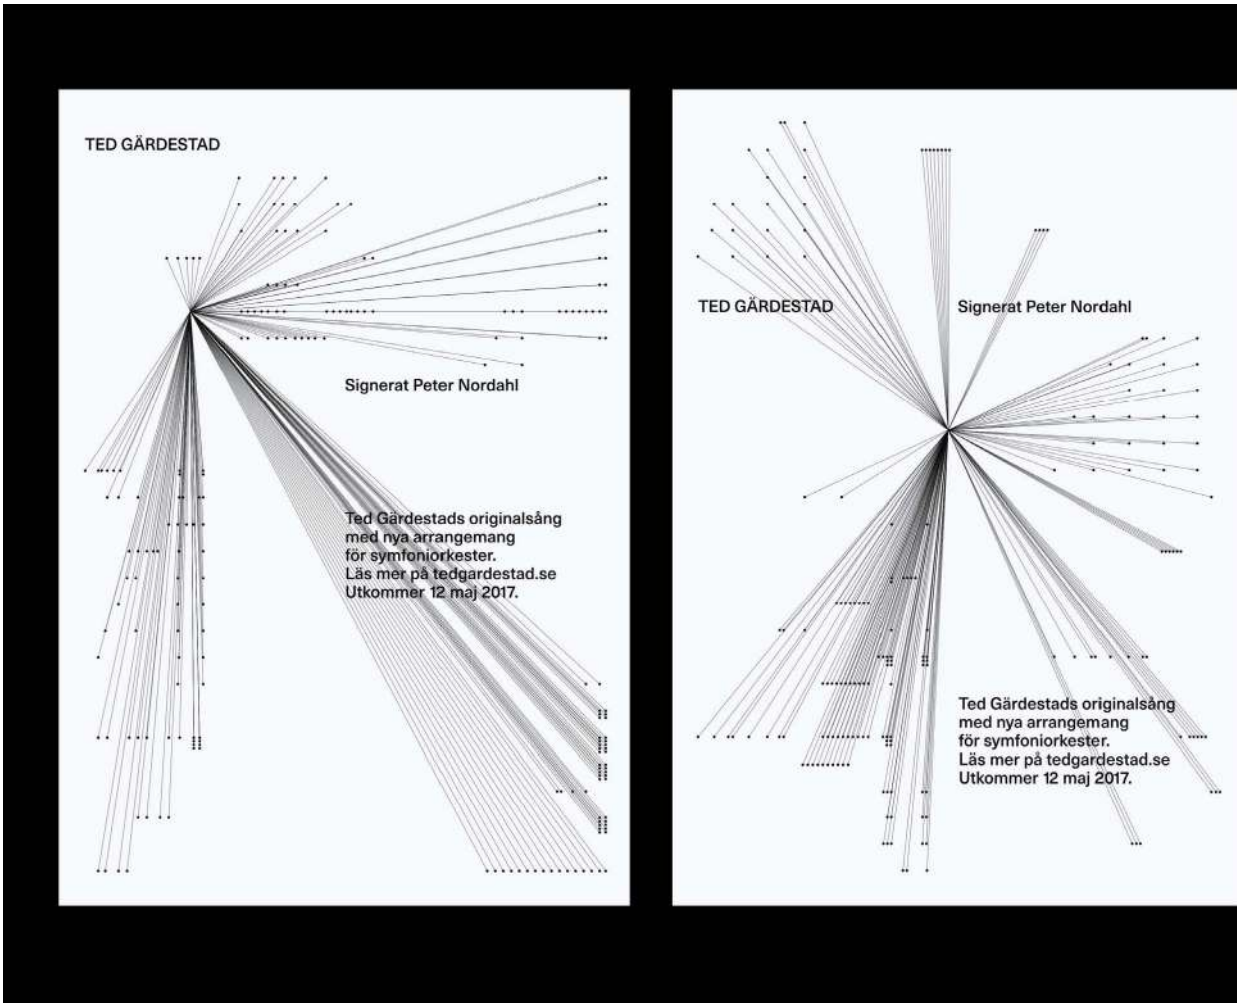 TED GÄRDESTAD
Signerat Peter Nordahl
Ted Gärdestads originalsång
med nya arrangemang
för symfoniorkester.
Läs mer på tedgardestad.se
Utkommer 12 maj 2017.
TED GÄRDESTAD
Signerat Peter Nordahl
Ted Gärdestads originalsång
med nya arrangemang
för symfoniorkester.
Läs mer på tedgardestad.se
Utkommer 12 maj 2017.